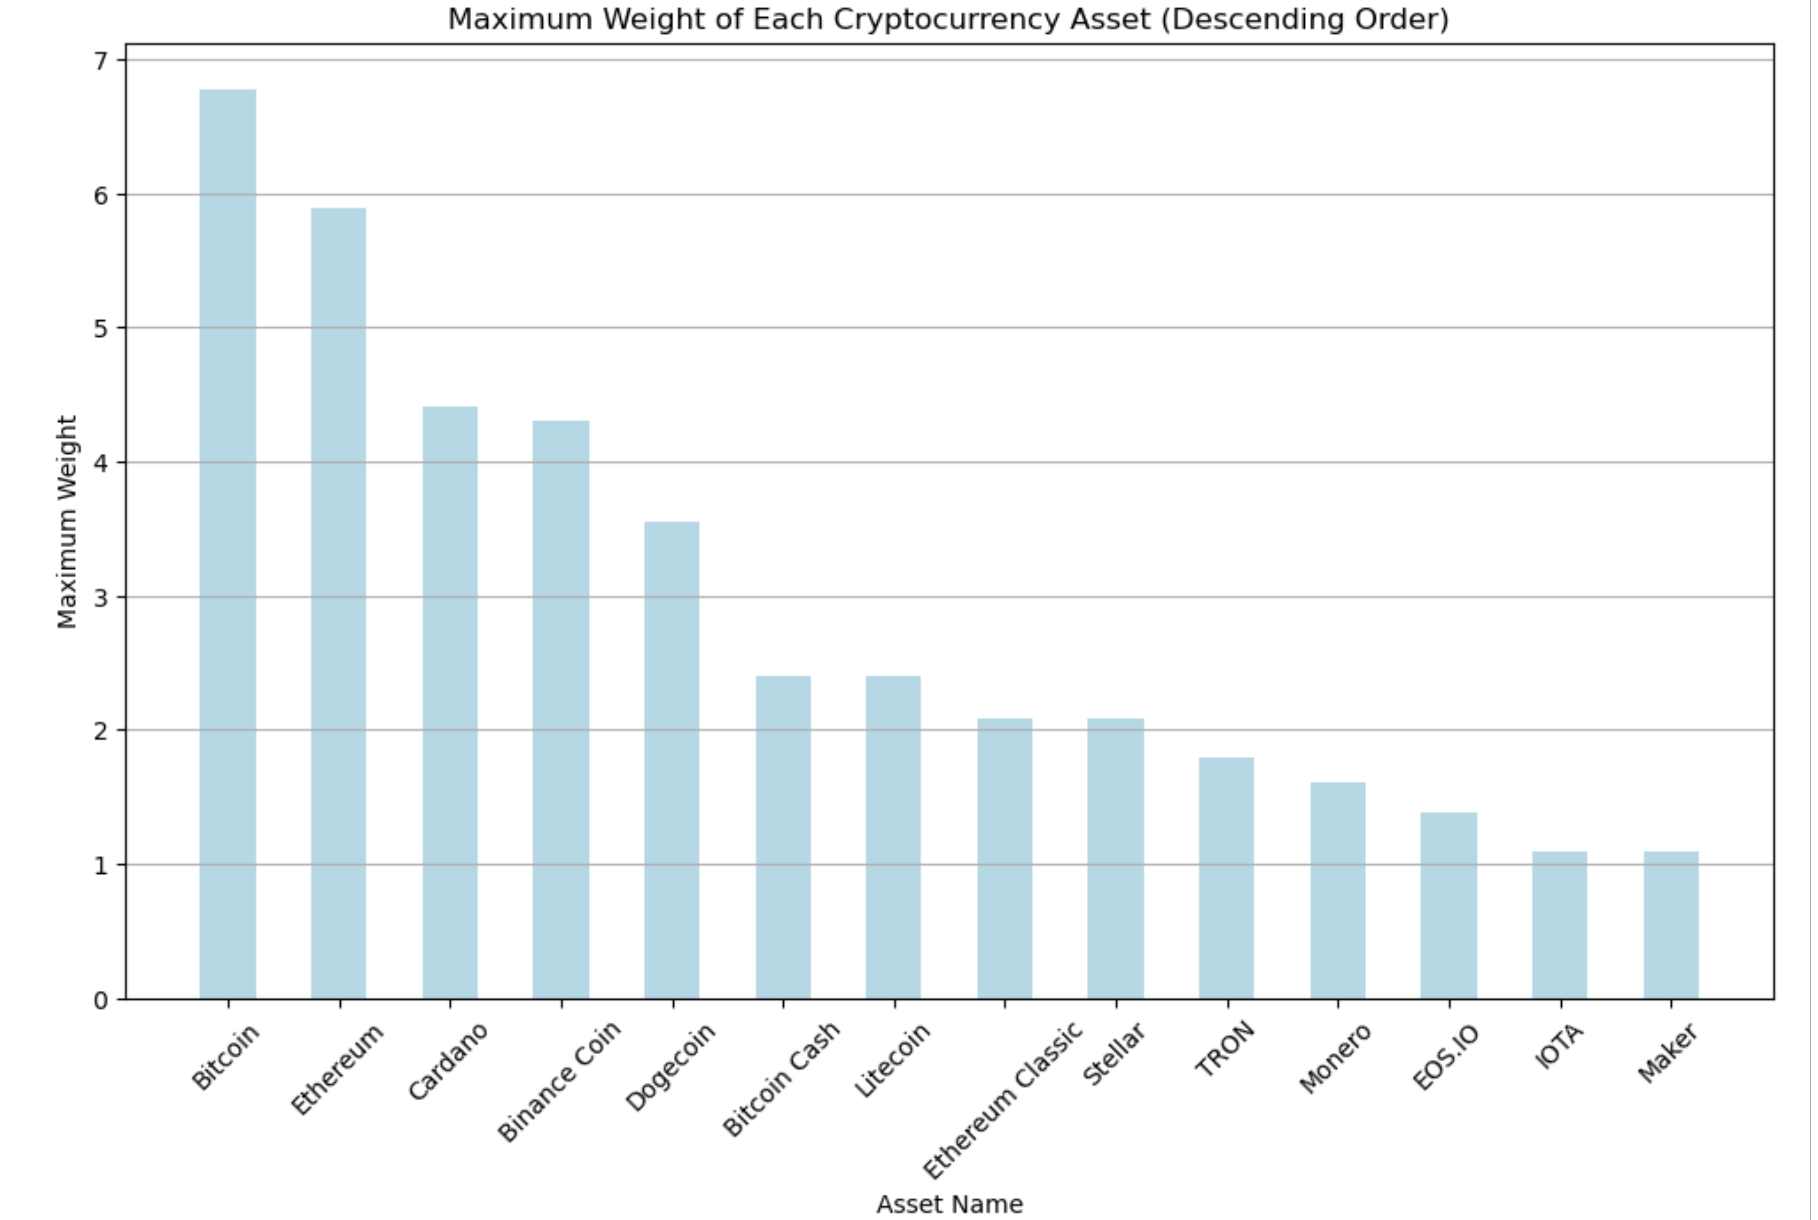 Maximum Weight of Each Cryptocurrency Asset (Descending Order)
7
6
5
4
3
2
1
0
Maximum Weight
Bitcoin
Ethereum
Cardano
Binance Coin
Dogecoin
Bitcoin Cash
Litecoin
Ethereum Classic
Stellar
TRON
Monero
EOS.IO
IOTA
Maker
Asset Name